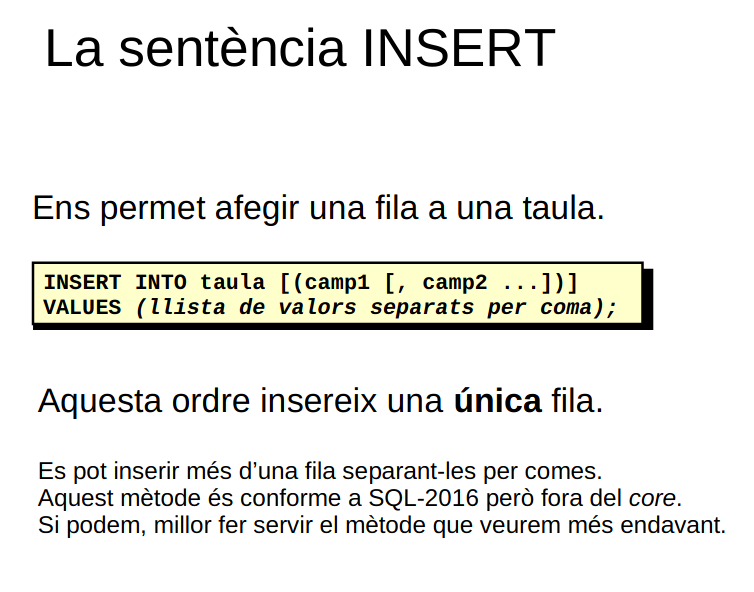 La sentència INSERT
Ens permet afegir una fila a una taula.
INSERT INTO taula [(camp1 [, camp2 ...])]
VALUES (llista de valors separats per coma);
Aquesta ordre insereix una única fila.
Es pot inserir més d’una fila separant-les per comes.
Aquest mètode és conforme a SQL-2016 però fora del core.
Si podem, millor fer servir el mètode que veurem més endavant.